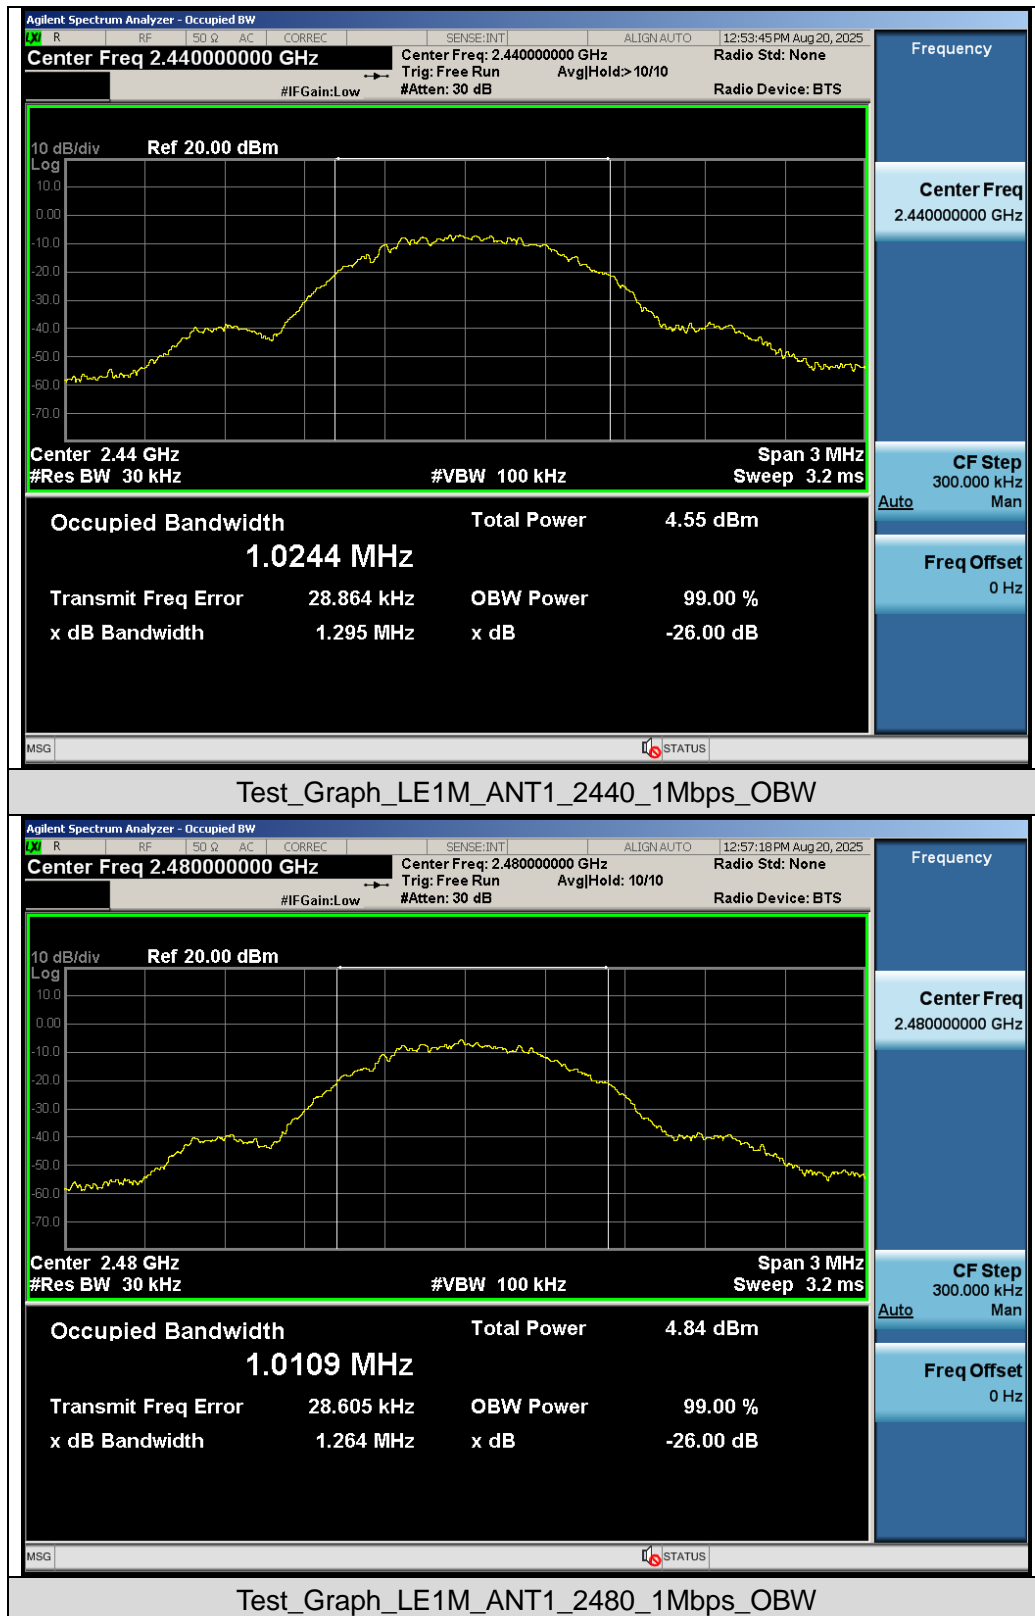 Agilent Spectrum Analyzer - Occupied BW
LXI R RF 50 Ω AC CORREC SENSE:INT ALIGN AUTO 12:53:45 PM Aug 20, 2025
Center Freq 2.440000000 GHz
Center Freq: 2.440000000 GHz
Radio Std: None
Trig: Free Run Avg|Hold:> 10/10
#IFGain:Low
#Atten: 30 dB
Radio Device: BTS
Frequency
10 dB/div Ref 20.00 dBm
Log
10.0
0.00
-10.0
-20.0
-30.0
-40.0
-50.0
-60.0
-70.0
Center 2.44 GHz Span 3 MHz
#Res BW 30 kHz #VBW 100 kHz Sweep 3.2 ms
Center Freq
2.440000000 GHz
CF Step
300.000 kHz
Auto Man
Freq Offset
0 Hz
Occupied Bandwidth Total Power 4.55 dBm
1.0244 MHz
Transmit Freq Error 28.864 kHz OBW Power 99.00 %
x dB Bandwidth 1.295 MHz x dB -26.00 dB
MSG STATUS
Test_Graph_LE1M_ANT1_2440_1Mbps_OBW
Agilent Spectrum Analyzer - Occupied BW
LXI R RF 50 Ω AC CORREC SENSE:INT ALIGN AUTO 12:57:18 PM Aug 20, 2025
Center Freq 2.480000000 GHz
Center Freq: 2.480000000 GHz
Radio Std: None
Trig: Free Run Avg|Hold: 10/10
#IFGain:Low
#Atten: 30 dB
Radio Device: BTS
Frequency
10 dB/div Ref 20.00 dBm
Log
10.0
0.00
-10.0
-20.0
-30.0
-40.0
-50.0
-60.0
-70.0
Center 2.48 GHz Span 3 MHz
#Res BW 30 kHz #VBW 100 kHz Sweep 3.2 ms
Center Freq
2.480000000 GHz
CF Step
300.000 kHz
Auto Man
Freq Offset
0 Hz
Occupied Bandwidth Total Power 4.84 dBm
1.0109 MHz
Transmit Freq Error 28.605 kHz OBW Power 99.00 %
x dB Bandwidth 1.264 MHz x dB -26.00 dB
MSG STATUS
Test_Graph_LE1M_ANT1_2480_1Mbps_OBW